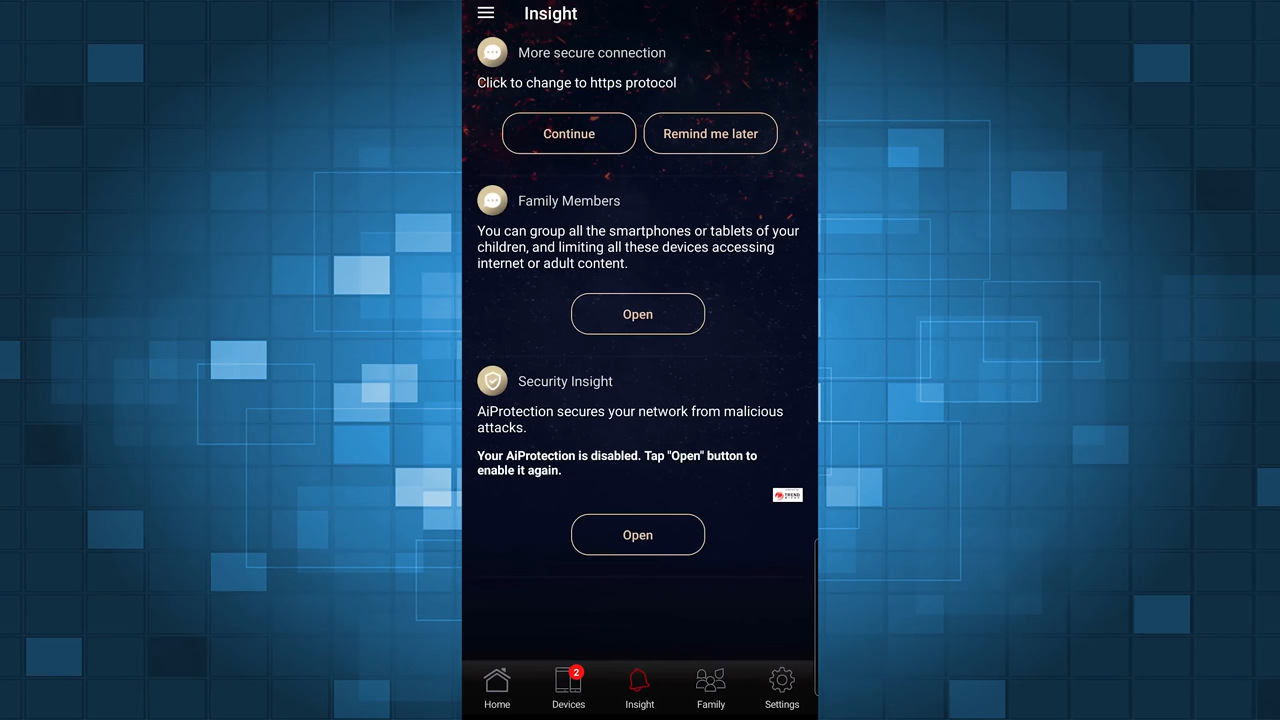 Insight
More secure connection
Click to change to https protocol
Continue
Remind me later
Family Members
You can group all the smartphones or tablets of your
children, and limiting all these devices accessing
internet or adult content.
Open
Security Insight
AiProtection secures your network from malicious
attacks.
Your AiProtection is disabled. Tap "Open" button to
enable it again.
TREND
Open
2
Home
Devices
Insight
Family
Settings